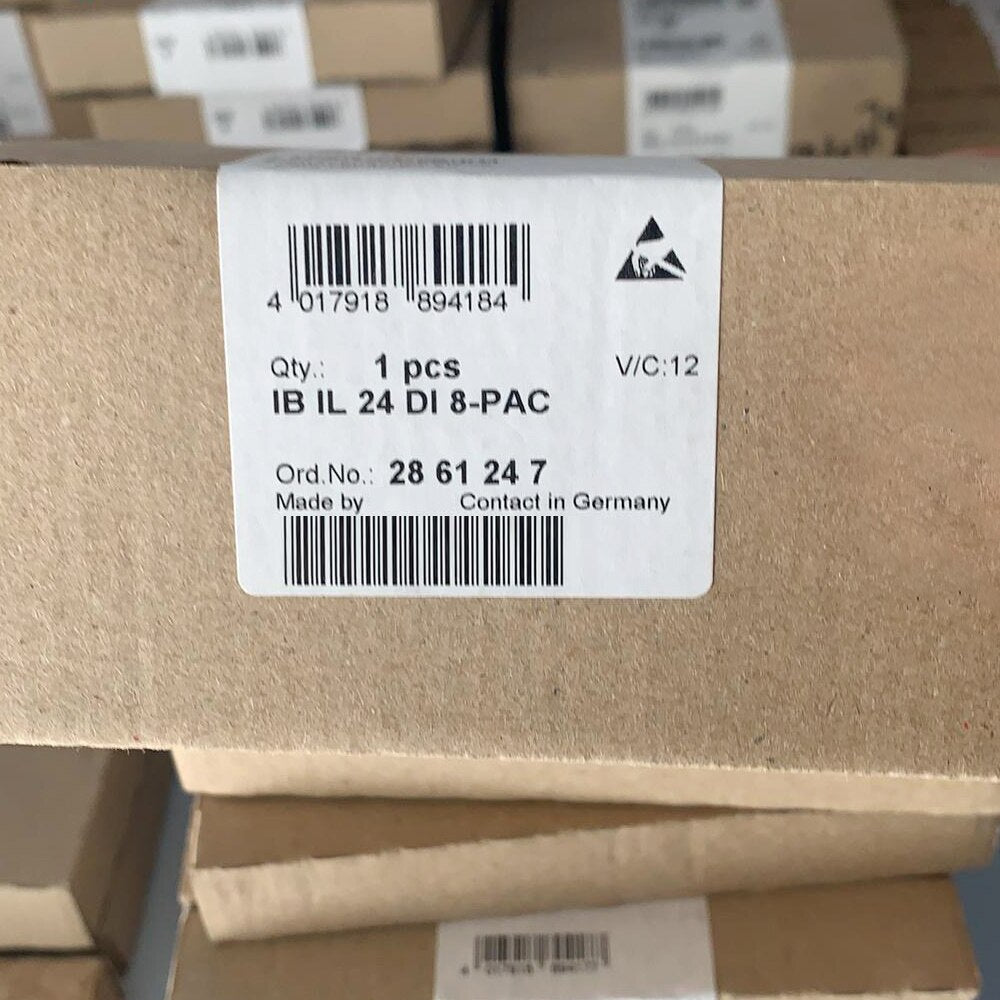 4 017918 894184
Qty.: 1 pcs V/C:12
IB IL 24 DI 8-PAC
Ord.No.: 28 61 24 7
Made by Contact in Germany